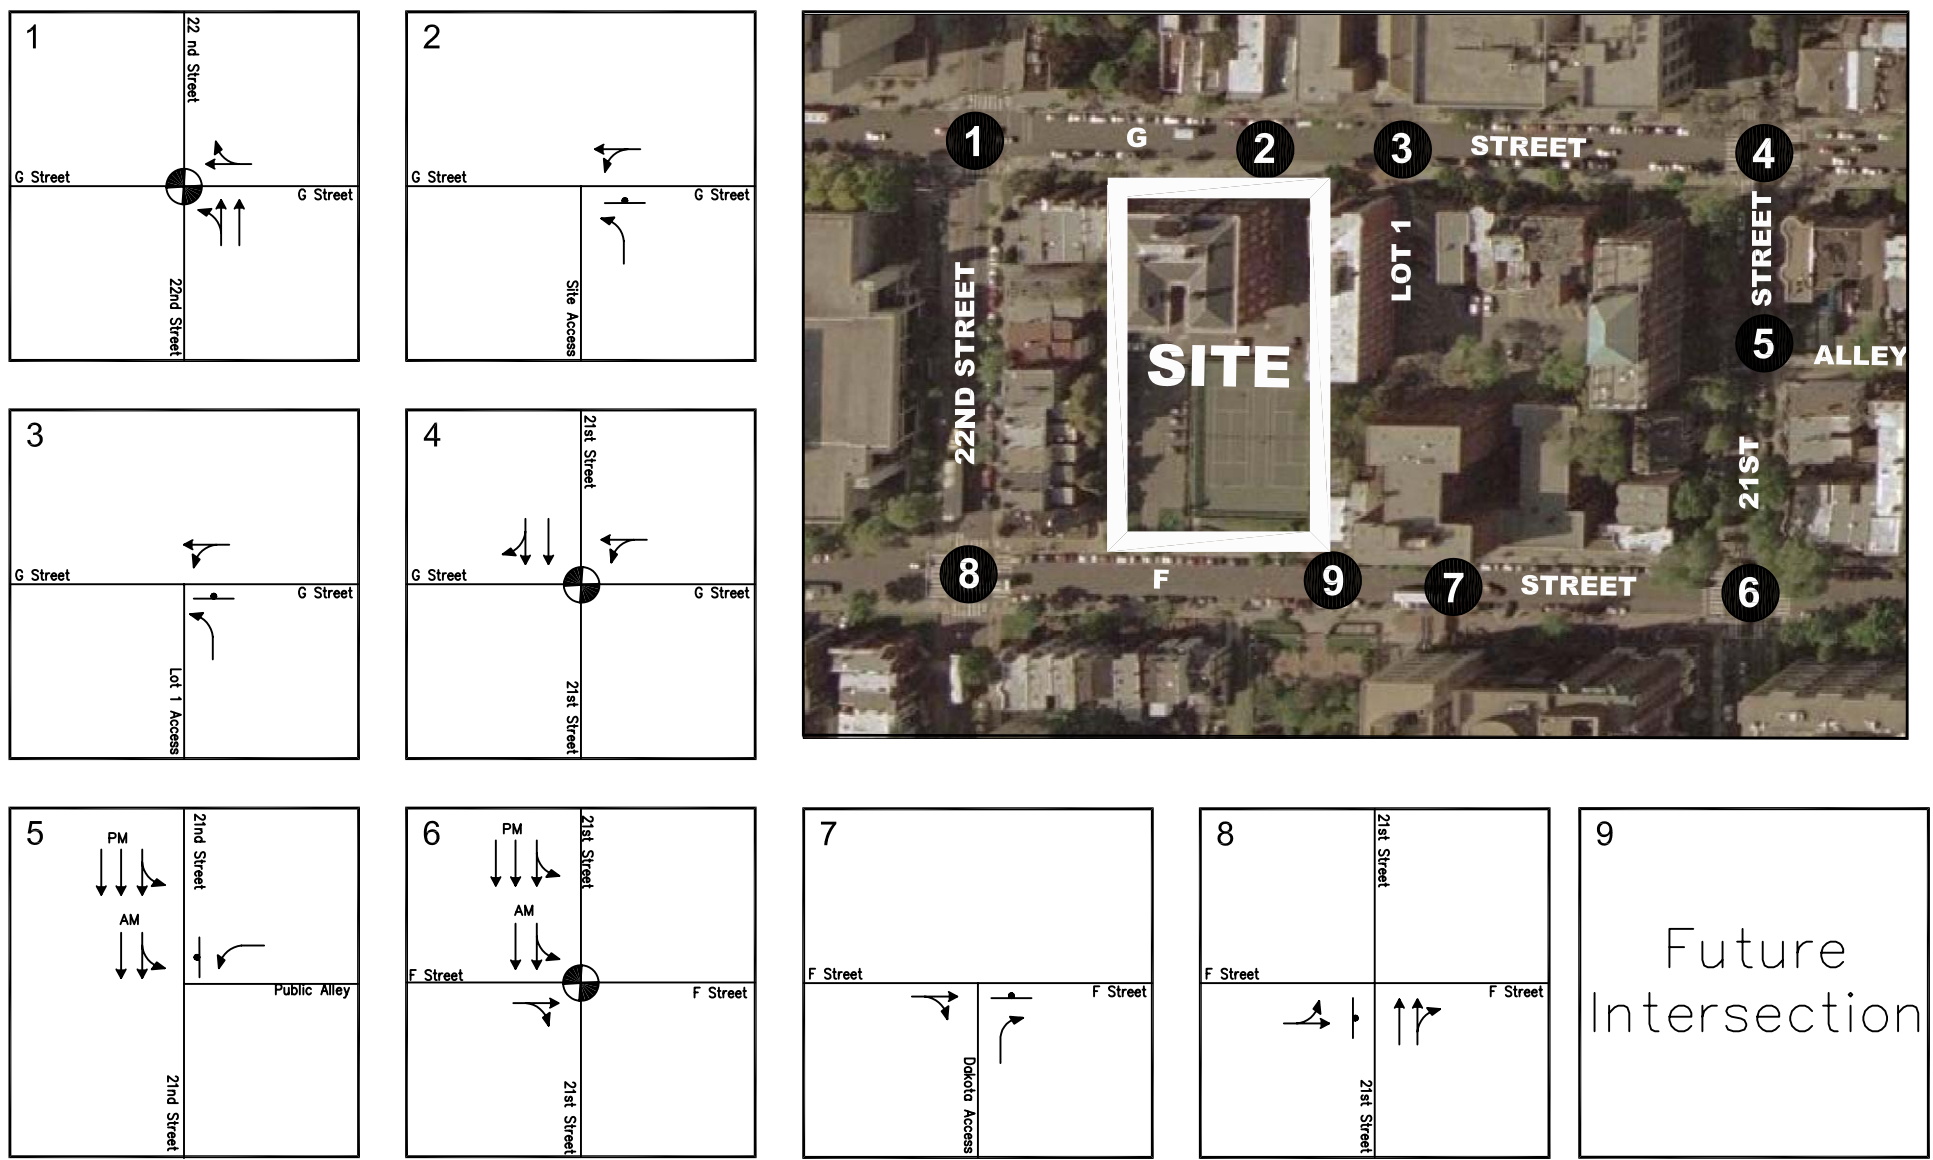 1
22 nd Street
G Street
G Street
22nd Street
2
G Street
G Street
Site Access
1
G
2
3
STREET
4
22ND STREET
SITE
LOT 1
21ST STREET
5
ALLEY
8
F
9
7
STREET
6
3
G Street
G Street
Lot 1 Access
4
21st Street
G Street
G Street
21st Street
5
PM
AM
21nd Street
Public Alley
21nd Street
6
PM
AM
21st Street
F Street
F Street
21st Street
7
F Street
F Street
Dakota Access
8
21st Street
F Street
F Street
21st Street
9
Future
Intersection